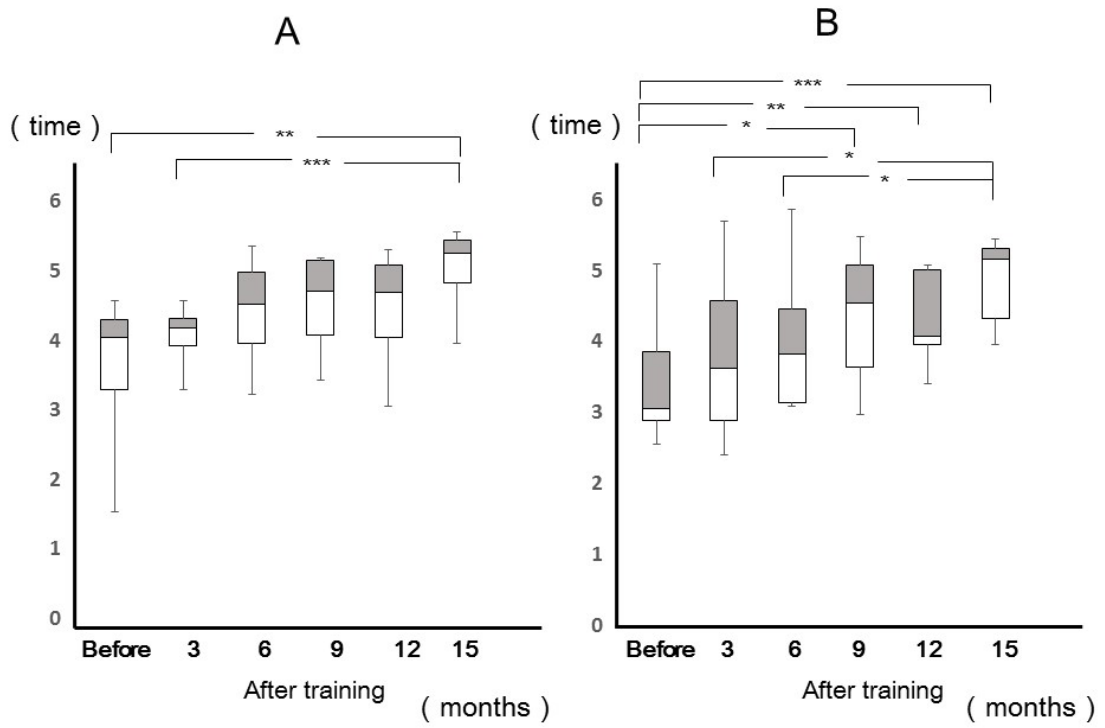 A
( time )
**
***
6
5
4
3
2
1
0
Before 3 6 9 12 15
After training
( months )
B
( time )
***
**
*
*
*
6
5
4
3
2
1
0
Before 3 6 9 12 15
After training
( months )